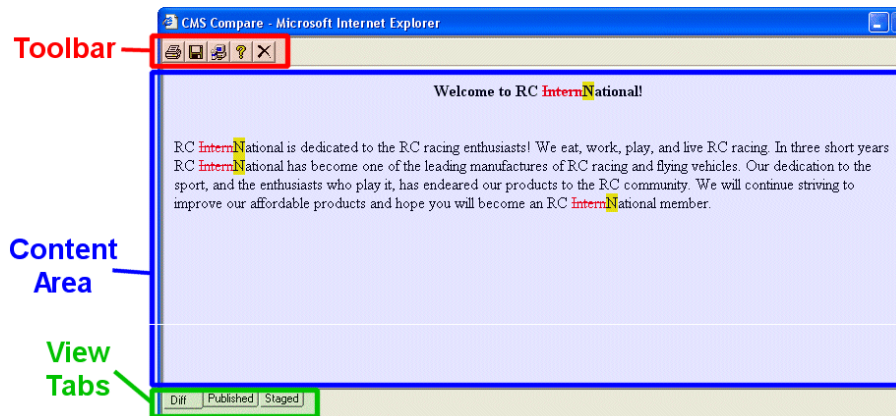 CMS Compare - Microsoft Internet Explorer
Toolbar
Welcome to RC InternNational!
RC InternNational is dedicated to the RC racing enthusiasts! We eat, work, play, and live RC racing. In three short years
RC InternNational has become one of the leading manufactures of RC racing and flying vehicles. Our dedication to the
sport, and the enthusiasts who play it, has endeared our products to the RC community. We will continue striving to
improve our affordable products and hope you will become an RC InternNational member.
Content
Area
View
Tabs
Diff Published Staged